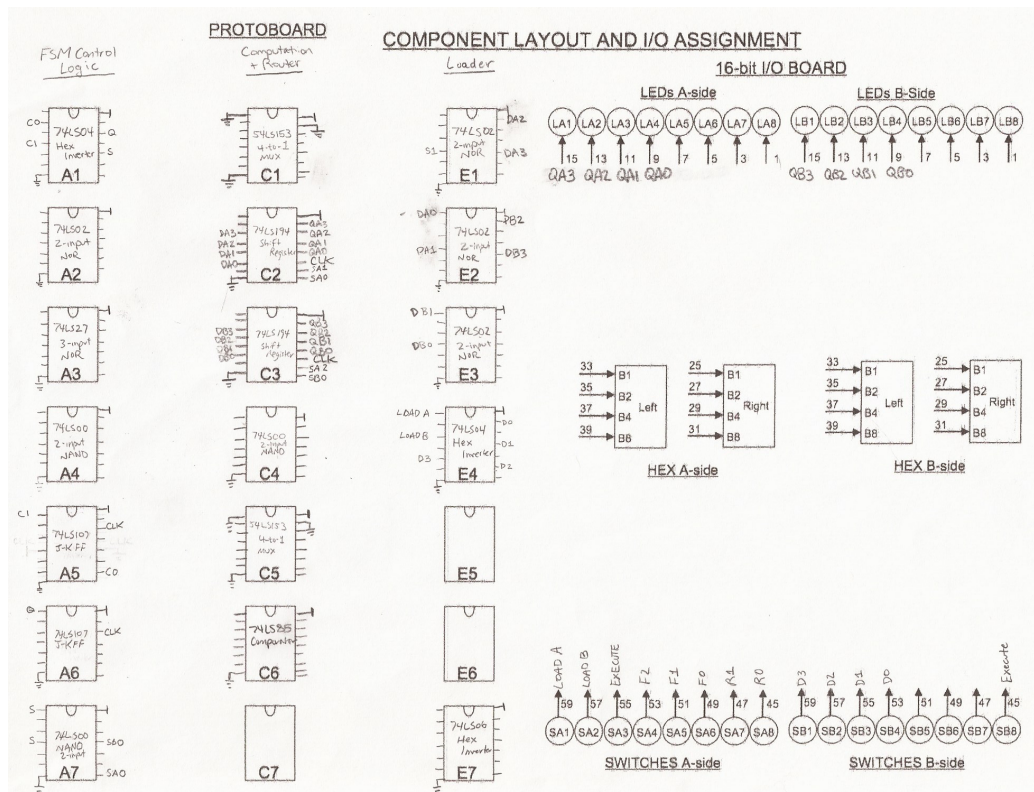 PROTOBOARD
COMPONENT LAYOUT AND I/O ASSIGNMENT
FSM Control
Logic
Computation
+ Router
Loader
16-bit I/O BOARD
C0
C1
74LS04
Hex
Inverter
Q
S
A1
74LS02
2-input
NOR
A2
74LS27
3-input
NOR
A3
74LS00
2-input
NAND
A4
C1
74LS107
J-KFF
CLK
C0
A5
Q
74LS107
J-KFF
CLK
A6
S
S
74LS00
NAND
2-input
SB0
SA0
A7
54LS153
4-to-1
MUX
C1
DA3
DA2
DA1
DA0
74LS194
Shift
Register
QA3
QA2
QA1
QA0
CLK
SA1
SA0
C2
DB3
DB2
DB1
DB0
74LS194
Shift
Register
QB3
QB2
QB1
QB0
CLK
SA2
SB0
C3
74LS00
2-input
NAND
C4
54LS153
4-to-1
MUX
C5
74LS85
C6
C7
S1
74LS02
2-input
NOR
DA2
DA3
E1
DA0
DA1
74LS02
2-input
NOR
DB2
DB3
E2
DB1
DB0
74LS02
2-input
NOR
E3
LOAD A
LOAD B
D3
74LS04
Hex
Inverter
D0
D1
D2
E4
E5
E6
74LS06
Hex
Inverter
E7
LEDs A-side
LA1 LA2 LA3 LA4 LA5 LA6 LA7 LA8
15 13 11 9 7 5 3 1
QA3 QA2 QA1 QA0
LEDs B-Side
LB1 LB2 LB3 LB4 LB5 LB6 LB7 LB8
15 13 11 9 7 5 3 1
QB3 QB2 QB1 QB0
33 B1
35 B2
37 B4
39 B8
Left
25 B1
27 B2
29 B4
31 B8
Right
HEX A-side
33 B1
35 B2
37 B4
39 B8
Left
25 B1
27 B2
29 B4
31 B8
Right
HEX B-side
LOAD A LOAD B EXECUTE F2 F1 F0 R1 R0
59 57 55 53 51 49 47 45
SA1 SA2 SA3 SA4 SA5 SA6 SA7 SA8
SWITCHES A-side
D3 D2 D1 D0 Execute
59 57 55 53 51 49 47 45
SB1 SB2 SB3 SB4 SB5 SB6 SB7 SB8
SWITCHES B-side